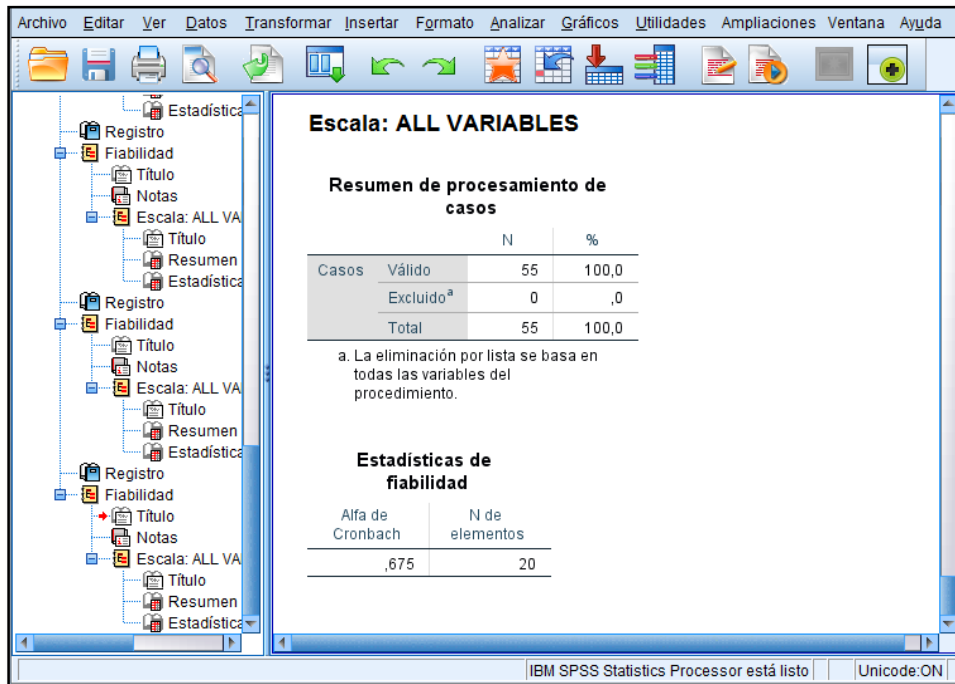 Archivo Editar Ver Datos Transformar Insertar Formato Analizar Gráficos Utilidades Ampliaciones Ventana Ayuda
Estadística
Registro
Fiabilidad
Título
Notas
Escala: ALL VA
Título
Resumen
Estadística
Registro
Fiabilidad
Título
Notas
Escala: ALL VA
Título
Resumen
Estadística
Registro
Fiabilidad
Título
Notas
Escala: ALL VA
Título
Resumen
Estadística
Escala: ALL VARIABLES
Resumen de procesamiento de
casos
N %
Casos Válido 55 100,0
Excluidoª 0 ,0
Total 55 100,0
a. La eliminación por lista se basa en
todas las variables del
procedimiento.
Estadísticas de
fiabilidad
Alfa de N de
Cronbach elementos
,675 20
IBM SPSS Statistics Processor está listo Unicode:ON